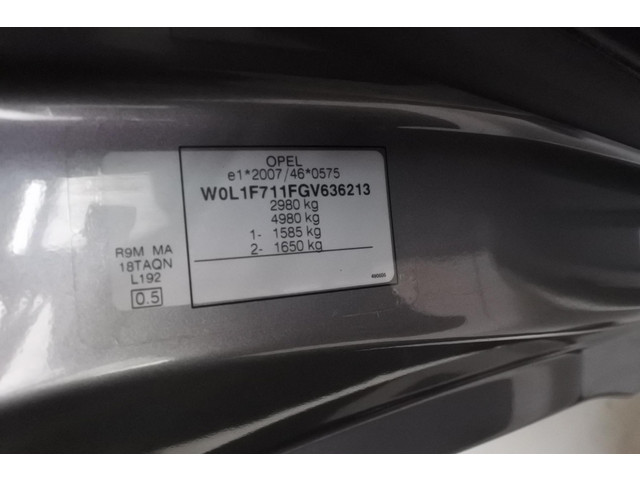 OPEL
e1*2007/46*0575
W0L1F711FGV636213
2980 kg
4980 kg
1- 1585 kg
2- 1650 kg
R9M MA
18TAQN
L192
0.5